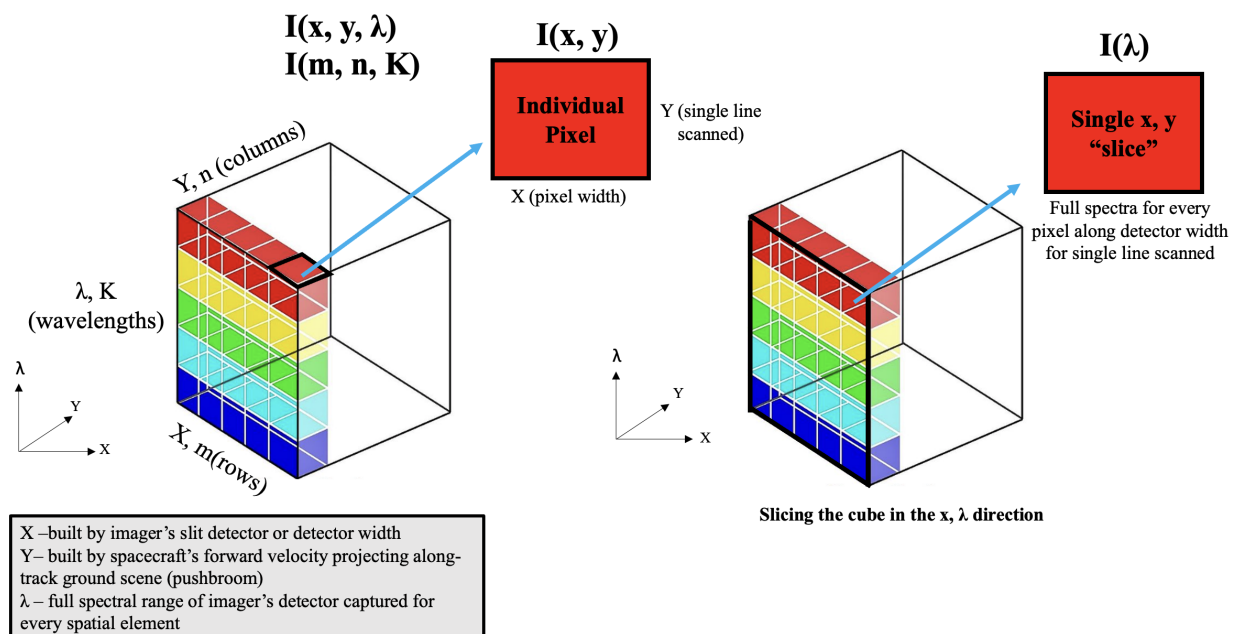 I(x, y, λ)
I(m, n, K)
I(x, y)
Individual
Pixel
Y (single line
scanned)
X (pixel width)
Y, n (columns)
λ, K
(wavelengths)
X, m(rows)
λ
Y
X
I(λ)
Single x, y
“slice”
Full spectra for every
pixel along detector width
for single line scanned
λ
Y
X
Slicing the cube in the x, λ direction
X –built by imager’s slit detector or detector width
Y– built by spacecraft’s forward velocity projecting along-
track ground scene (pushbroom)
λ – full spectral range of imager’s detector captured for
every spatial element